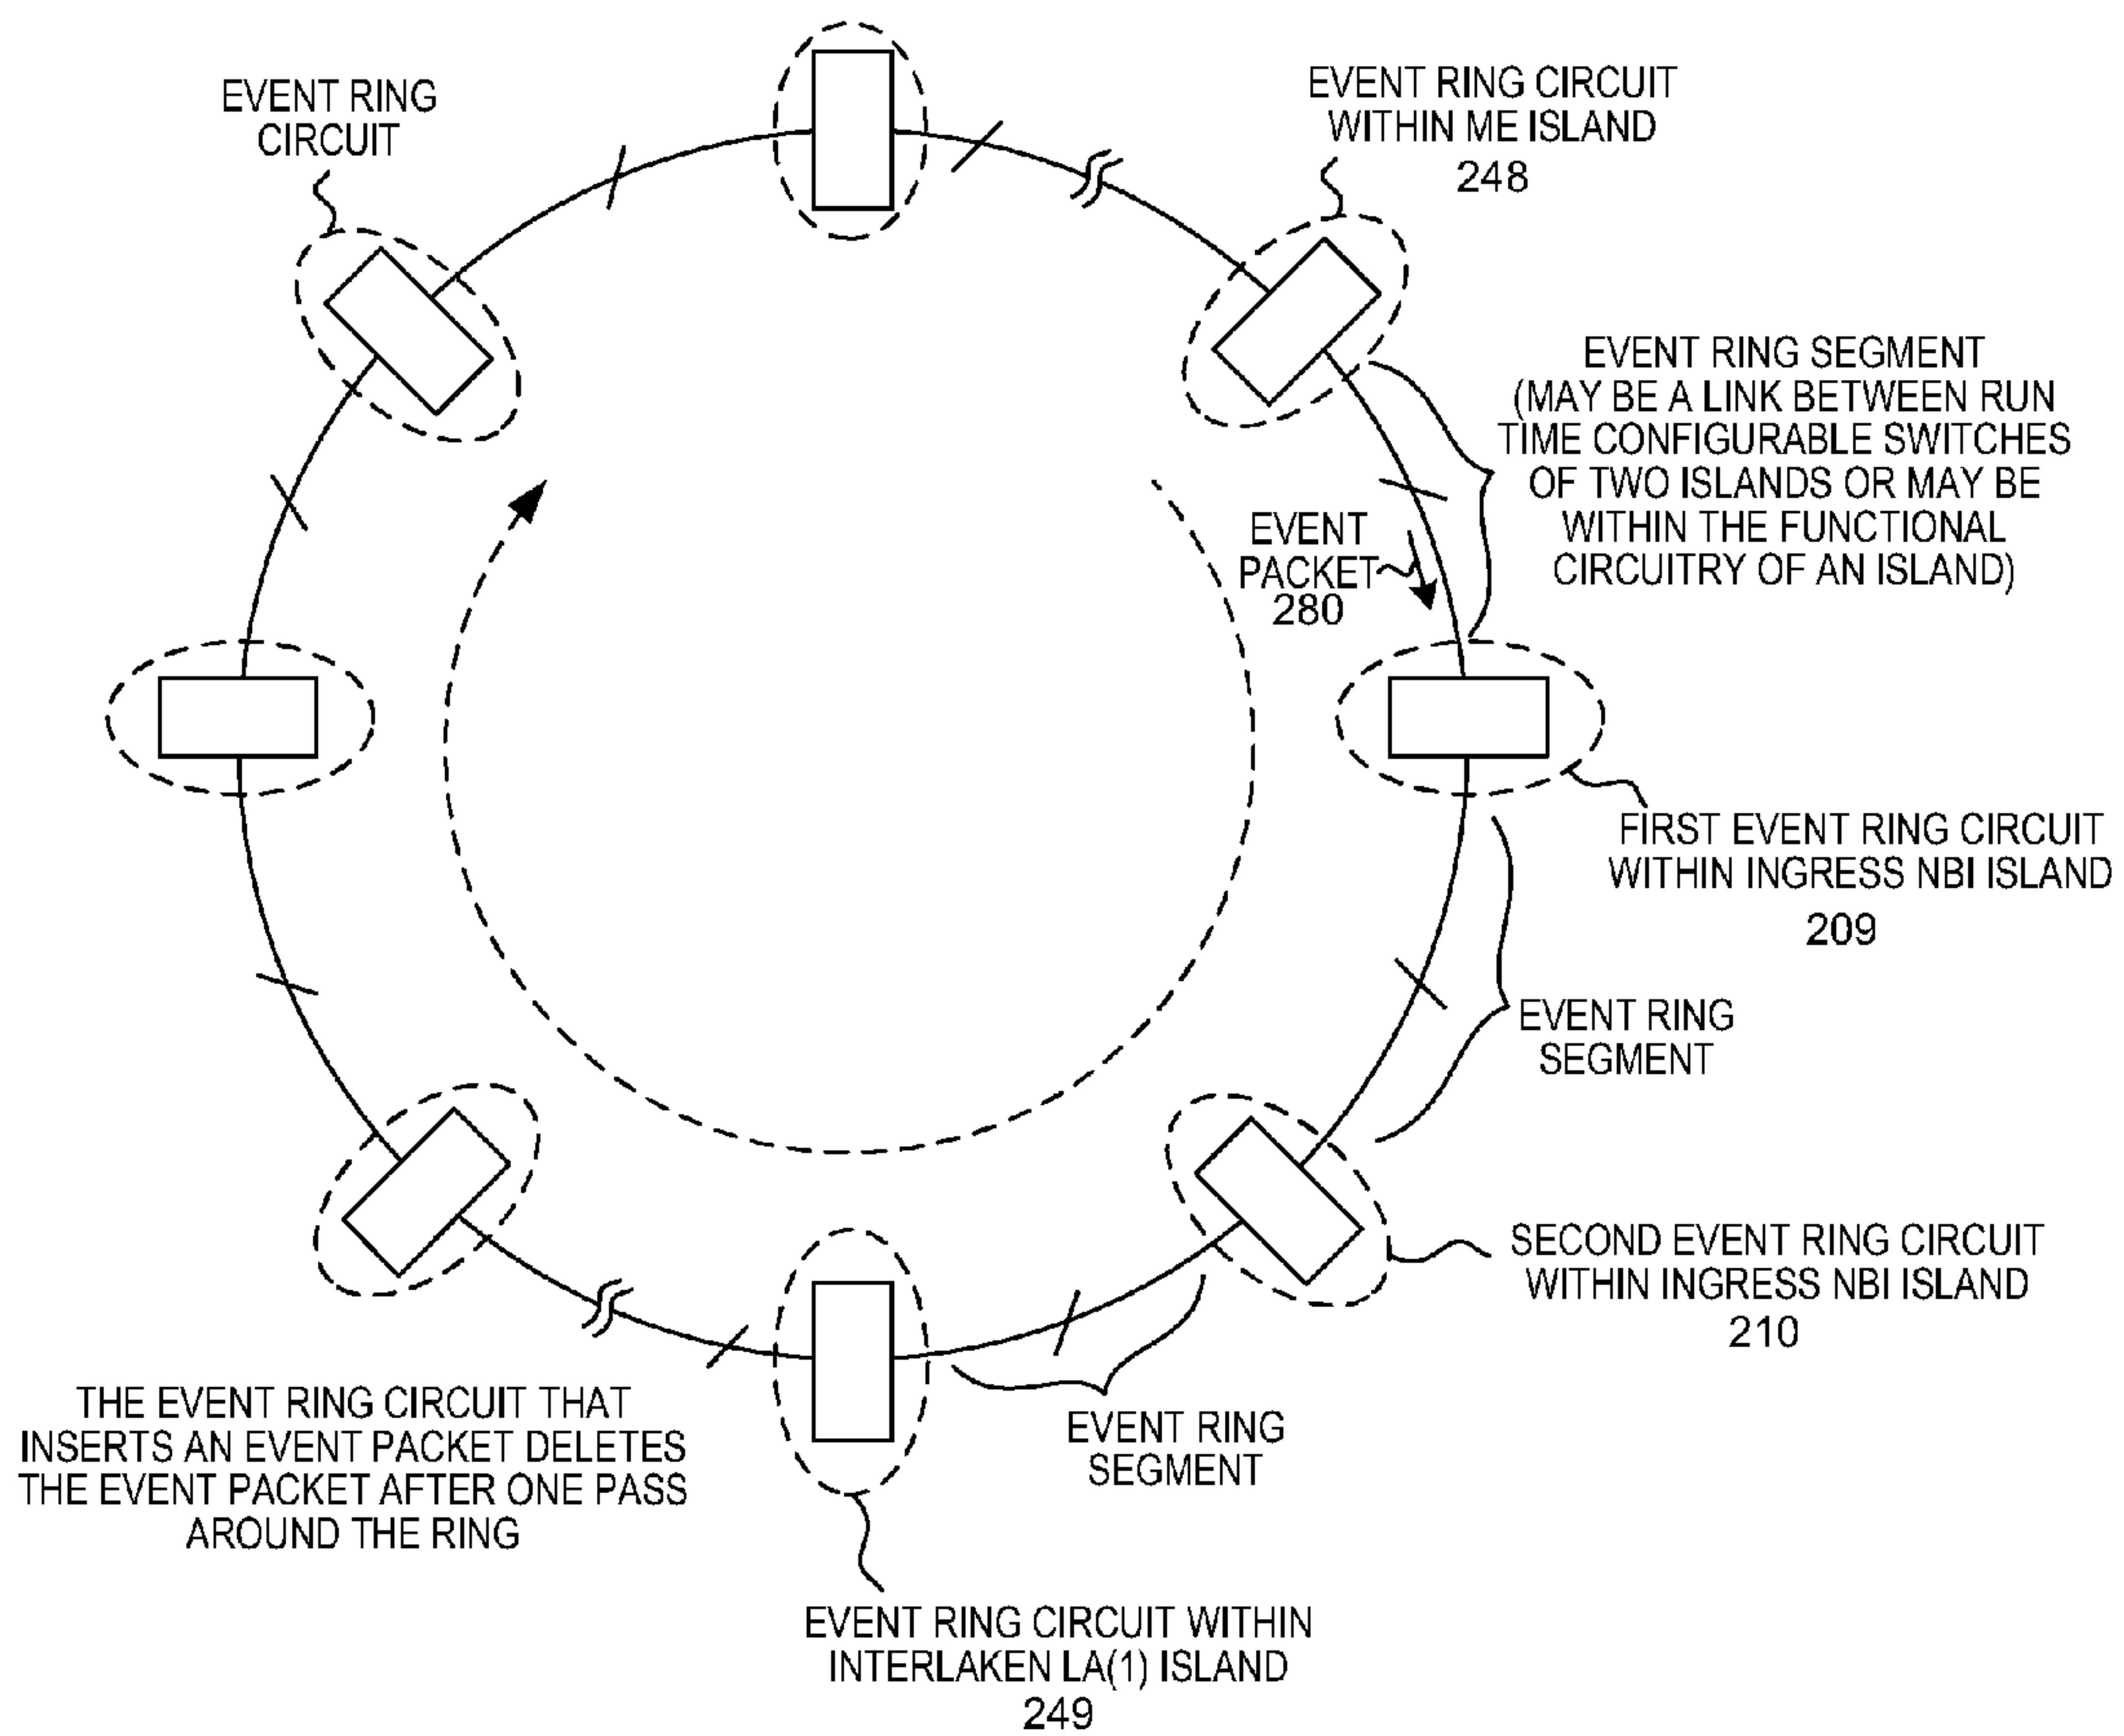 EVENT RING
CIRCUIT
EVENT RING CIRCUIT
WITHIN ME ISLAND
248
EVENT RING SEGMENT
(MAY BE A LINK BETWEEN RUN
TIME CONFIGURABLE SWITCHES
OF TWO ISLANDS OR MAY BE
WITHIN THE FUNCTIONAL
CIRCUITRY OF AN ISLAND)
EVENT
PACKET
280
FIRST EVENT RING CIRCUIT
WITHIN INGRESS NBI ISLAND
209
EVENT RING
SEGMENT
SECOND EVENT RING CIRCUIT
WITHIN INGRESS NBI ISLAND
210
EVENT RING
SEGMENT
THE EVENT RING CIRCUIT THAT
INSERTS AN EVENT PACKET DELETES
THE EVENT PACKET AFTER ONE PASS
AROUND THE RING
EVENT RING CIRCUIT WITHIN
INTERLAKEN LA(1) ISLAND
249